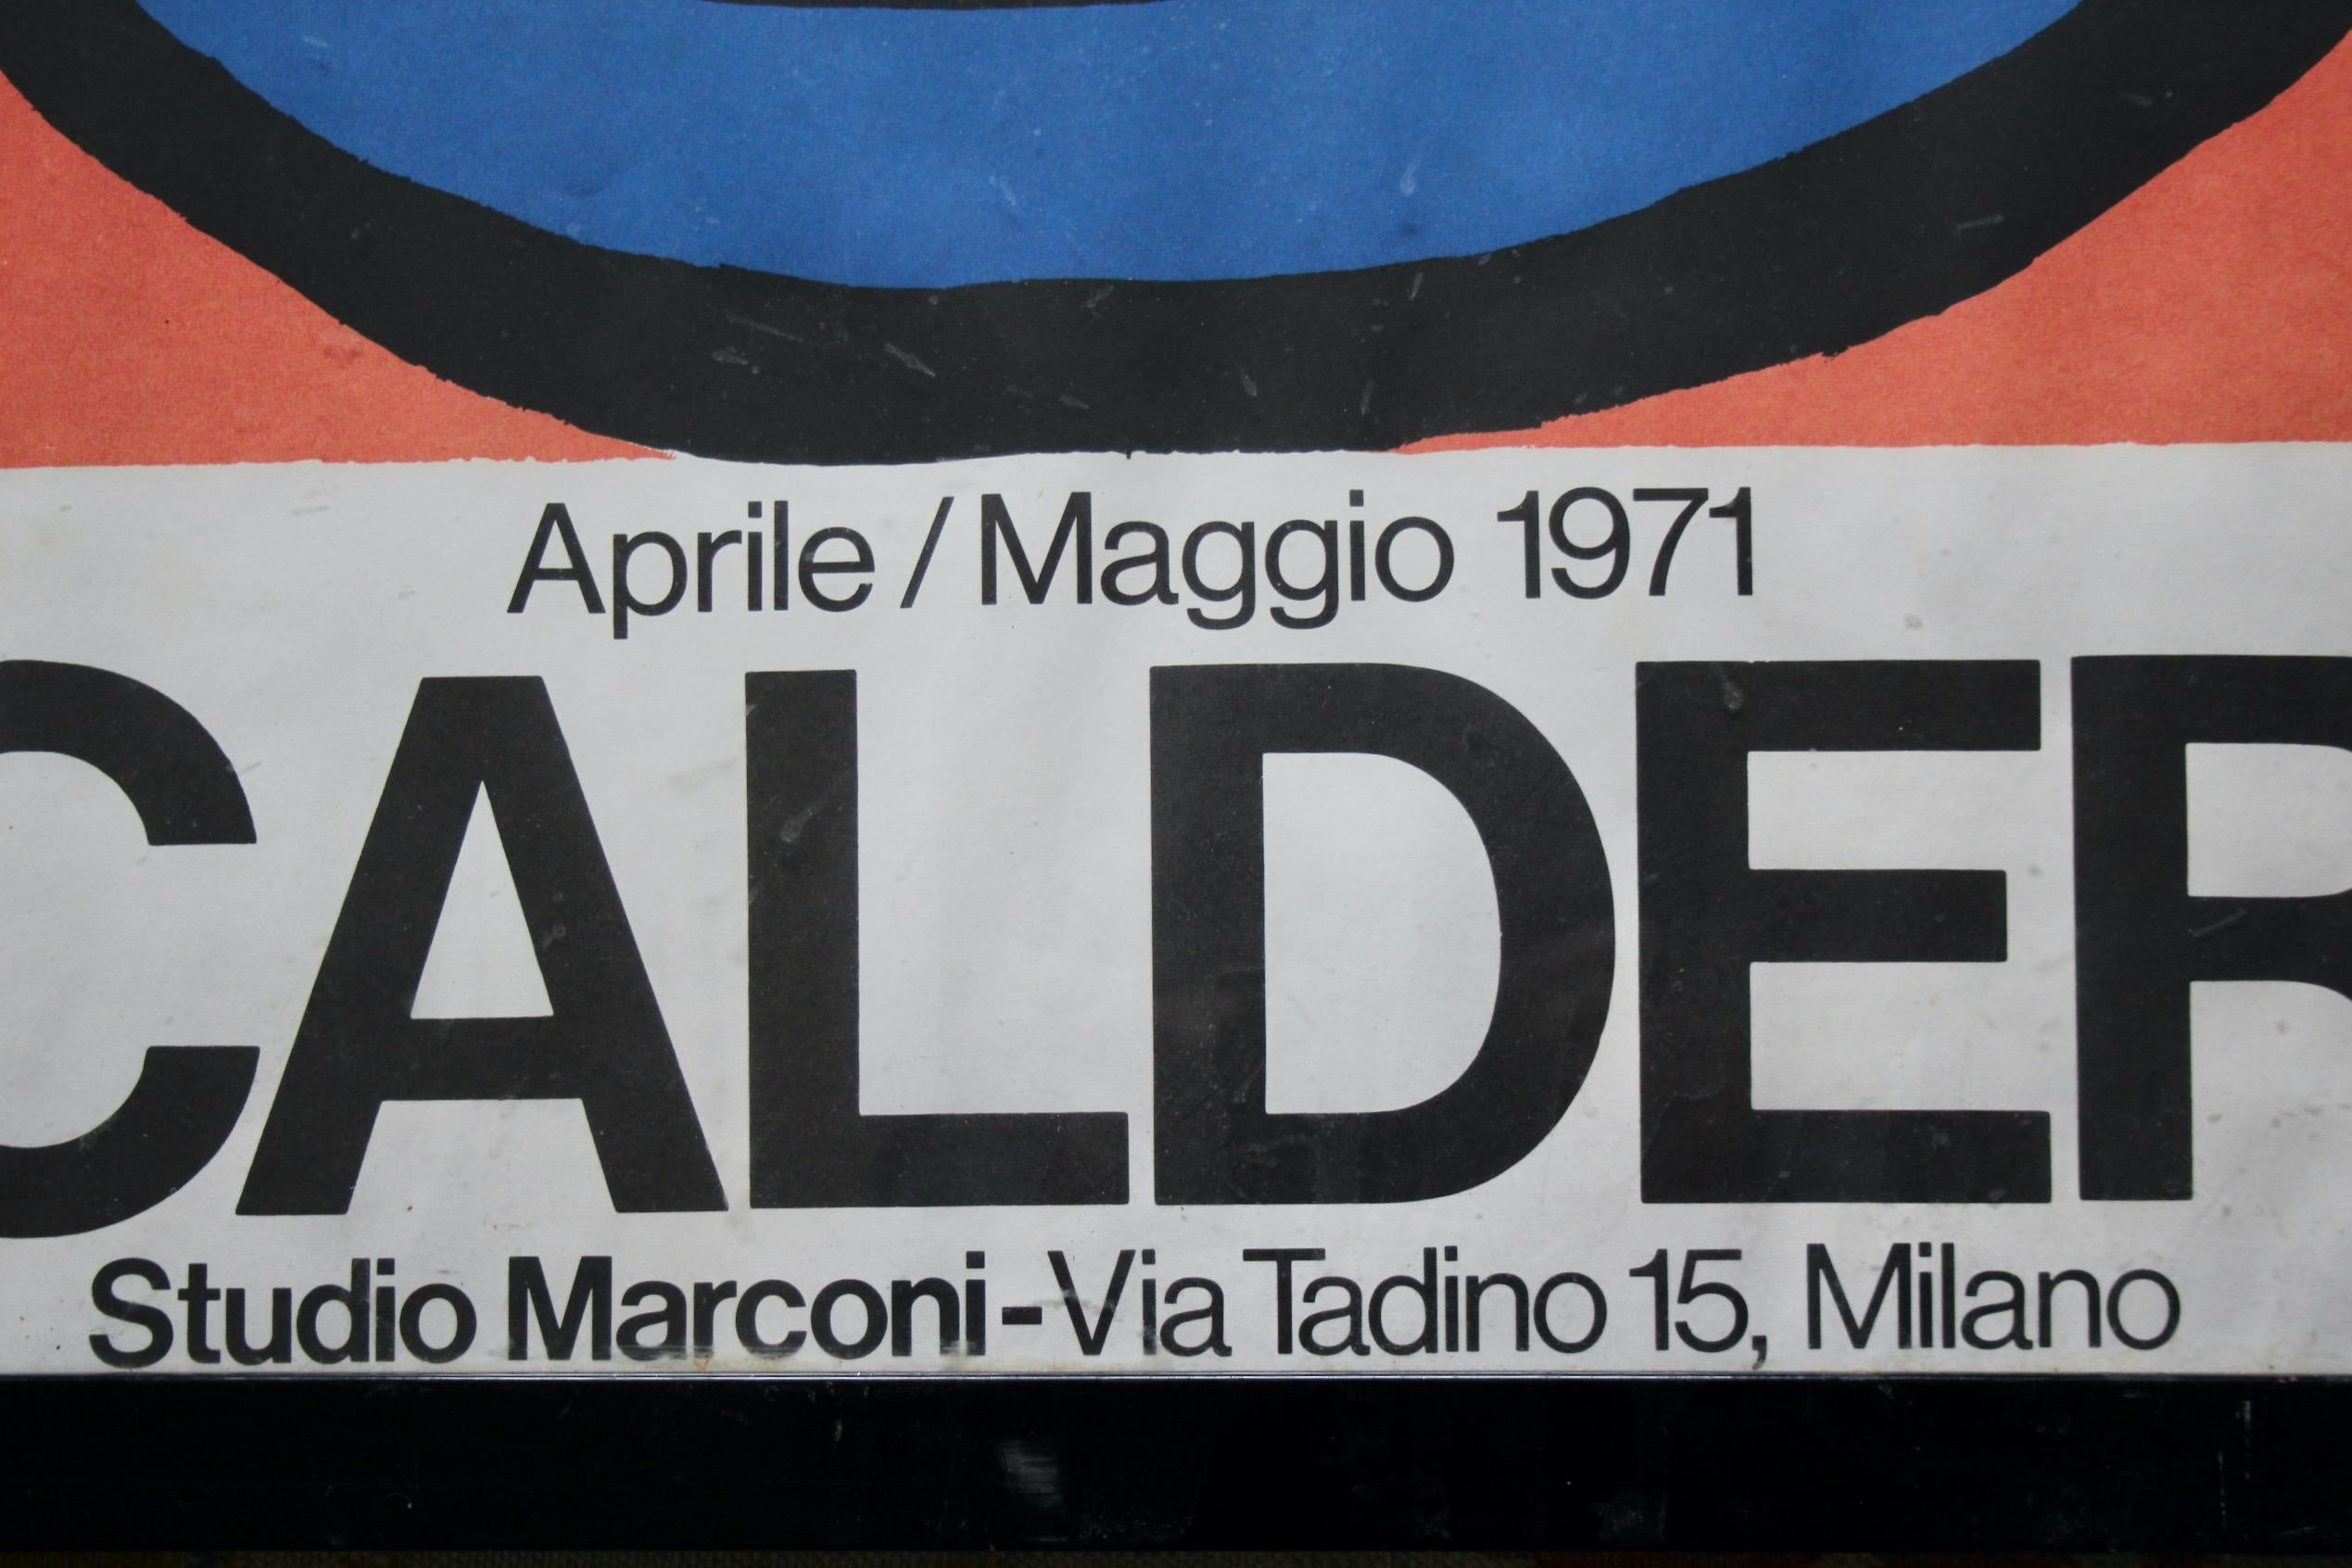 Aprile / Maggio 1971
CALDER
Studio Marconi - Via Tadino 15, Milano